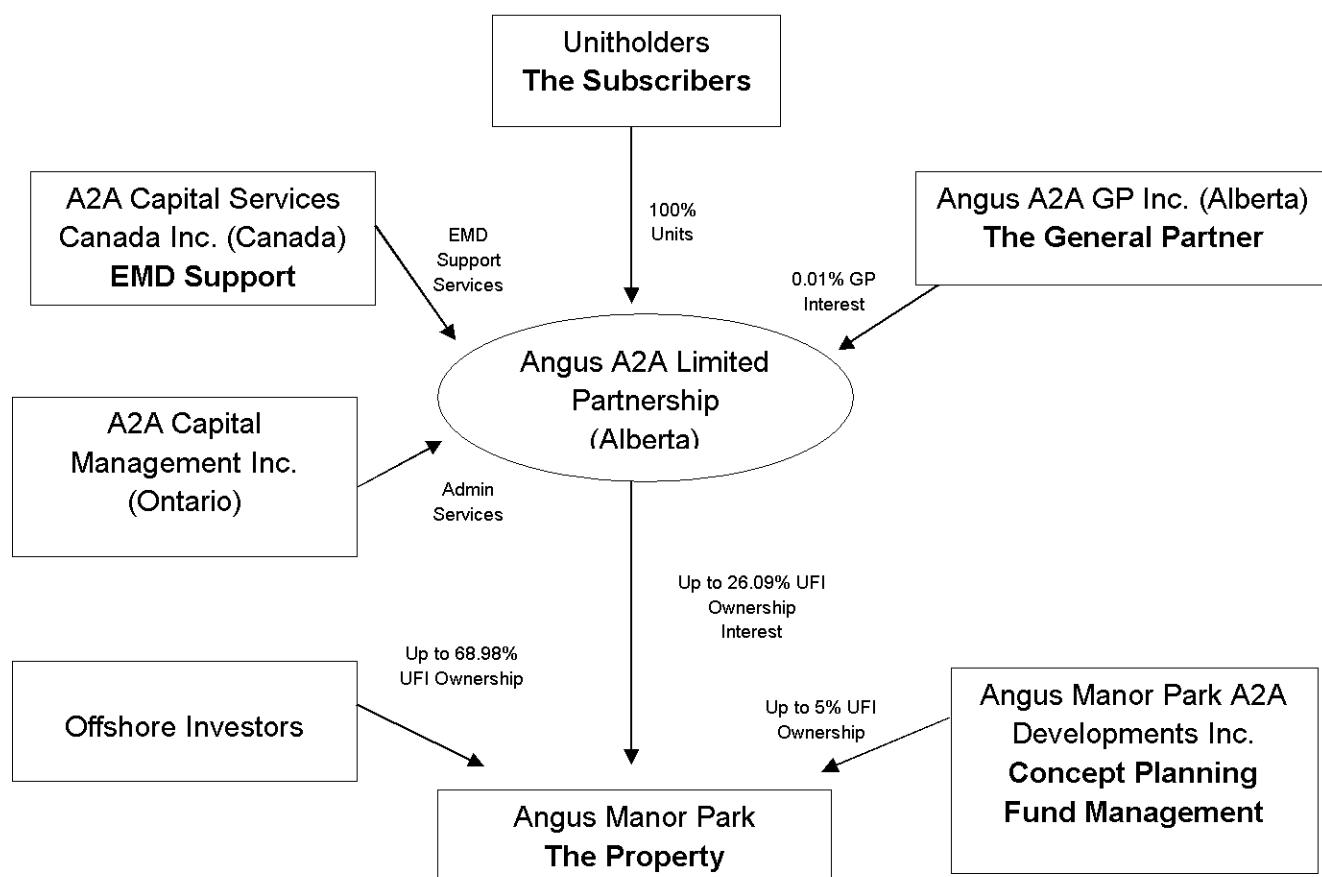 Unitholders
The Subscribers
A2A Capital Services
Canada Inc. (Canada)
EMD Support
EMD
Support
Services
100%
Units
Angus A2A GP Inc. (Alberta)
The General Partner
0.01% GP
Interest
Angus A2A Limited
Partnership
(Alberta)
A2A Capital
Management Inc.
(Ontario)
Admin
Services
Up to 26.09% UFI
Ownership
Interest
Offshore Investors
Up to 68.98%
UFI Ownership
Up to 5% UFI
Ownership
Angus Manor Park A2A
Developments Inc.
Concept Planning
Fund Management
Angus Manor Park
The Property